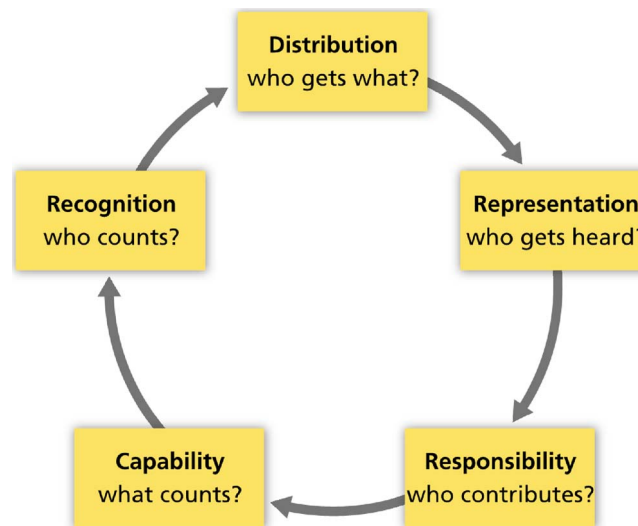 Distribution
who gets what?
Representation
who gets heard?
Responsibility
who contributes?
Capability
what counts?
Recognition
who counts?